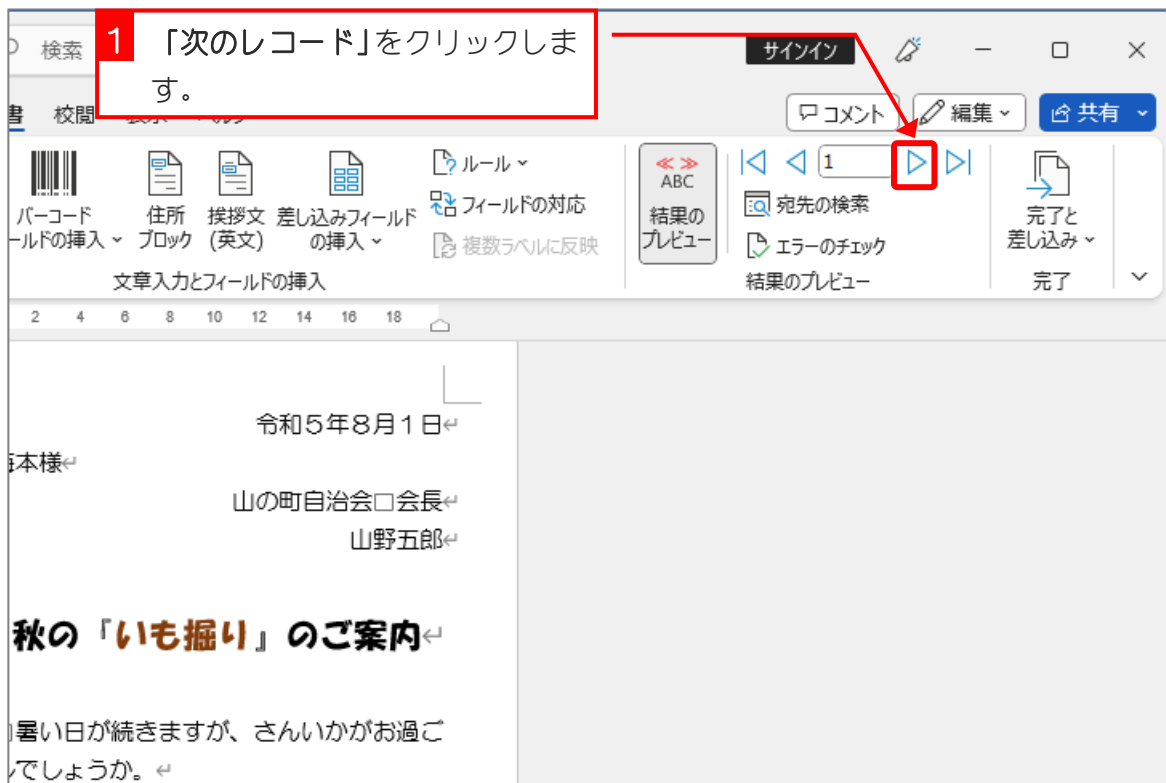 1 「次のレコード」をクリックしま
す。
検索
サインイン
書 校閲
コメント 編集 共有
1
バーコード
ールドの挿入
住所
ブロック
挨拶文
(英文)
差し込みフィールド
の挿入
ルール
フィールドの対応
複数ラベルに反映
文章入力とフィールドの挿入
ABC
結果の
プレビュー
宛先の検索
エラーのチェック
結果のプレビュー
完了と
差し込み
完了
2 4 6 8 10 12 14 16 18
令和5年8月1日↵
本様↵
山の町自治会□会長↵
山野五郎↵
秋の『いも掘り』のご案内↵
暑い日が続きますが、さんいかがお過ご
でしょうか。↵